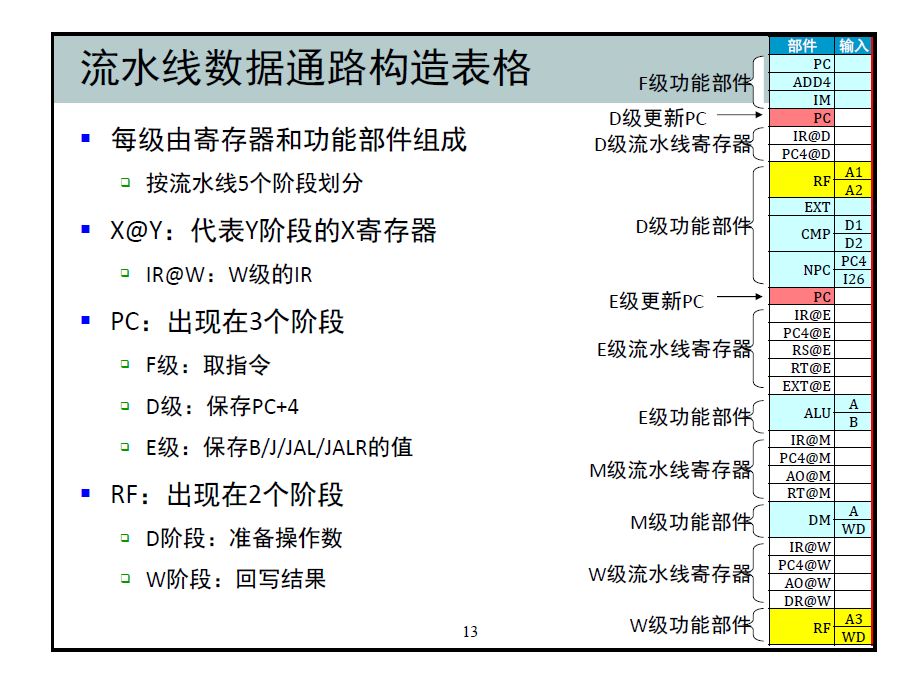 流水线数据通路构造表格
每级由寄存器和功能部件组成
按流水线5个阶段划分
X@Y：代表Y阶段的X寄存器
IR@W：W级的IR
PC：出现在3个阶段
F级：取指令
D级：保存PC+4
E级：保存B/J/JAL/JALR的值
RF：出现在2个阶段
D阶段：准备操作数
W阶段：回写结果
F级功能部件
D级更新PC
D级流水线寄存器
D级功能部件
E级更新PC
E级流水线寄存器
E级功能部件
M级流水线寄存器
M级功能部件
W级流水线寄存器
W级功能部件
部件 输入
PC
ADD4
IM
PC
IR@D
PC4@D
RF A1
A2
EXT
CMP D1
D2
NPC PC4
I26
PC
IR@E
PC4@E
RS@E
RT@E
EXT@E
ALU A
B
IR@M
PC4@M
AO@M
RT@M
DM A
WD
IR@W
PC4@W
AO@W
DR@W
RF A3
WD
13